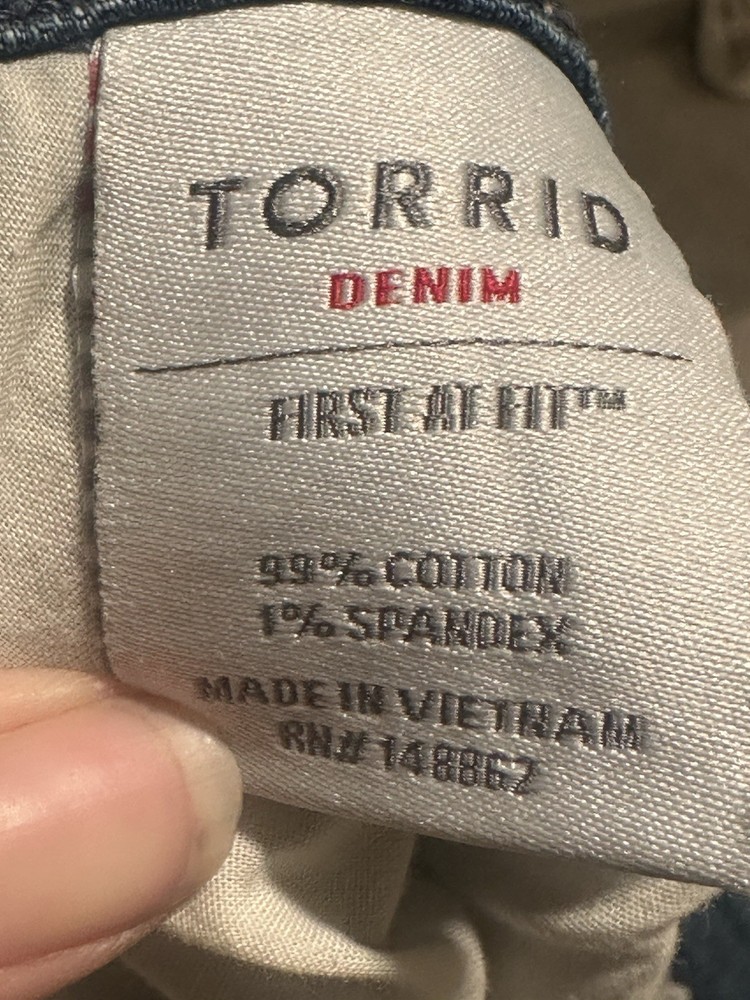 TORRID
DENIM
FIRST AT FIT™
99% COTTON
1% SPANDEX
MADE IN VIETNAM
RN# 148862